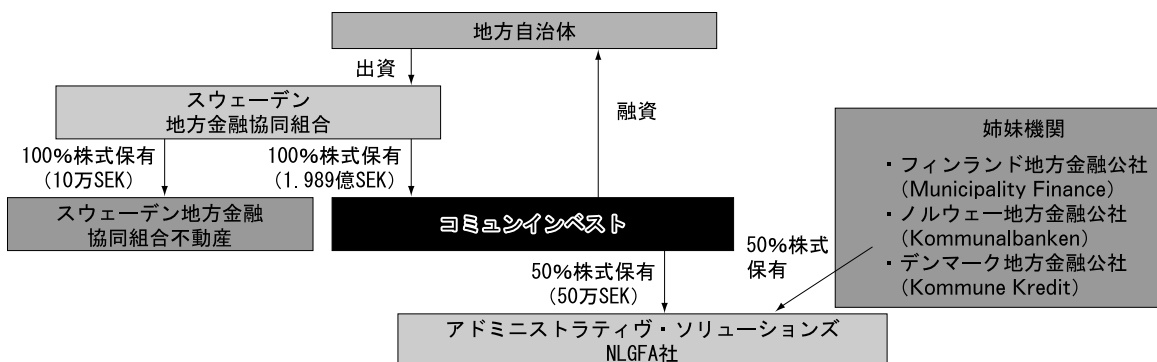 地方自治体
出資
スウェーデン
地方金融協同組合
融資
100%株式保有
(10万SEK)
100%株式保有
(1.989億SEK)
スウェーデン地方金融
協同組合不動産
コミュンインベスト
姉妹機関
・フィンランド地方金融公社
(Municipality Finance)
・ノルウェー地方金融公社
(Kommunalbanken)
・デンマーク地方金融公社
(Kommune Kredit)
50%株式保有
(50万SEK)
50%株式
保有
アドミニストラティヴ・ソリューションズ
NLGFA社